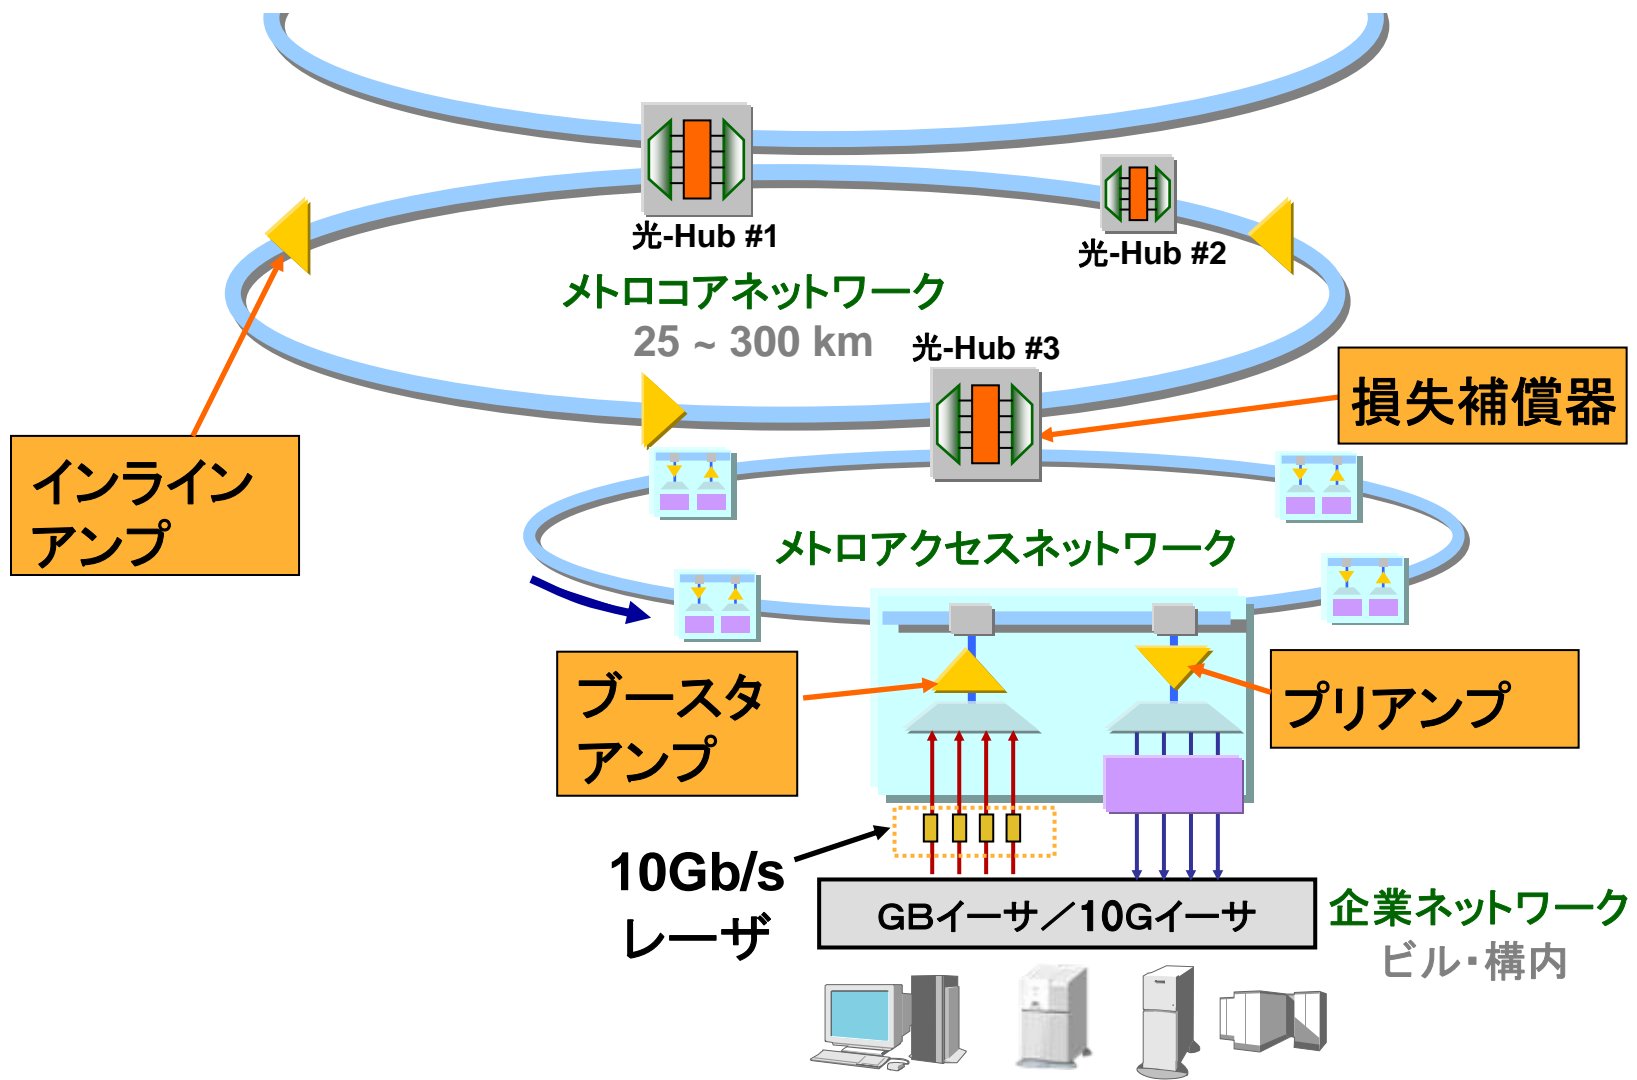 光-Hub #1
光-Hub #2
メトロコアネットワーク
25 ~ 300 km
光-Hub #3
損失補償器
インライン
アンプ
メトロアクセスネットワーク
ブースタ
アンプ
プリアンプ
10Gb/s
レーザ
GBイーサ／10Gイーサ
企業ネットワーク
ビル・構内